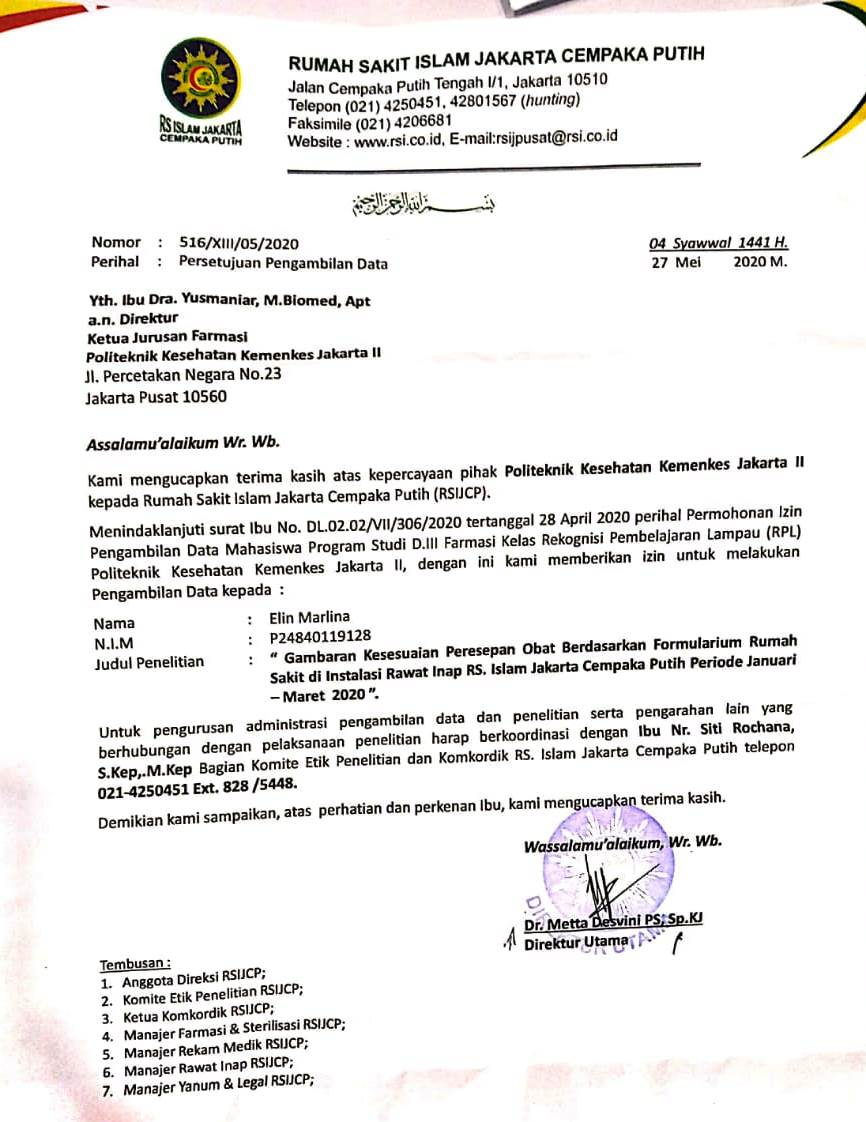 RUMAH SAKIT ISLAM JAKARTA CEMPAKA PUTIH
Jalan Cempaka Putih Tengah I/1, Jakarta 10510
Telepon (021) 4250451, 42801567 (hunting)
Faksimile (021) 4206681
Website : www.rsi.co.id, E-mail:rsijpusat@rsi.co.id
RS ISLAM JAKARTA
CEMPAKA PUTIH
بسم الله الرحمن الرحيم
Nomor : 516/XIII/05/2020
04 Syawwal 1441 H.
Perihal : Persetujuan Pengambilan Data
27 Mei 2020 M.
Yth. Ibu Dra. Yusmaniar, M.Biomed, Apt
a.n. Direktur
Ketua Jurusan Farmasi
Politeknik Kesehatan Kemenkes Jakarta II
Jl. Percetakan Negara No.23
Jakarta Pusat 10560
Assalamu'alaikum Wr. Wb.
Kami mengucapkan terima kasih atas kepercayaan pihak Politeknik Kesehatan Kemenkes Jakarta II
kepada Rumah Sakit Islam Jakarta Cempaka Putih (RSIJCP).
Menindaklanjuti surat Ibu No. DL.02.02/VII/306/2020 tertanggal 28 April 2020 perihal Permohonan Izin
Pengambilan Data Mahasiswa Program Studi D.III Farmasi Kelas Rekognisi Pembelajaran Lampau (RPL)
Politeknik Kesehatan Kemenkes Jakarta II, dengan ini kami memberikan izin untuk melakukan
Pengambilan Data kepada :
Nama : Elin Marlina
N.I.M : P24840119128
Judul Penelitian : " Gambaran Kesesuaian Peresepan Obat Berdasarkan Formularium Rumah
Sakit di Instalasi Rawat Inap RS. Islam Jakarta Cempaka Putih Periode Januari
– Maret 2020 ".
Untuk pengurusan administrasi pengambilan data dan penelitian serta pengarahan lain yang
berhubungan dengan pelaksanaan penelitian harap berkoordinasi dengan Ibu Nr. Siti Rochana,
S.Kep,.M.Kep Bagian Komite Etik Penelitian dan Komkordik RS. Islam Jakarta Cempaka Putih telepon
021-4250451 Ext. 828 /5448.
Demikian kami sampaikan, atas perhatian dan perkenan Ibu, kami mengucapkan terima kasih.
Wassalamu'alaikum, Wr. Wb.
DIREKTUR UTAMA
Dr. Metta Desvini PS, Sp.KJ
Direktur Utama
Tembusan :
1. Anggota Direksi RSIJCP;
2. Komite Etik Penelitian RSIJCP;
3. Ketua Komkordik RSIJCP;
4. Manajer Farmasi & Sterilisasi RSIJCP;
5. Manajer Rekam Medik RSIJCP;
6. Manajer Rawat Inap RSIJCP;
7. Manajer Yanum & Legal RSIJCP;